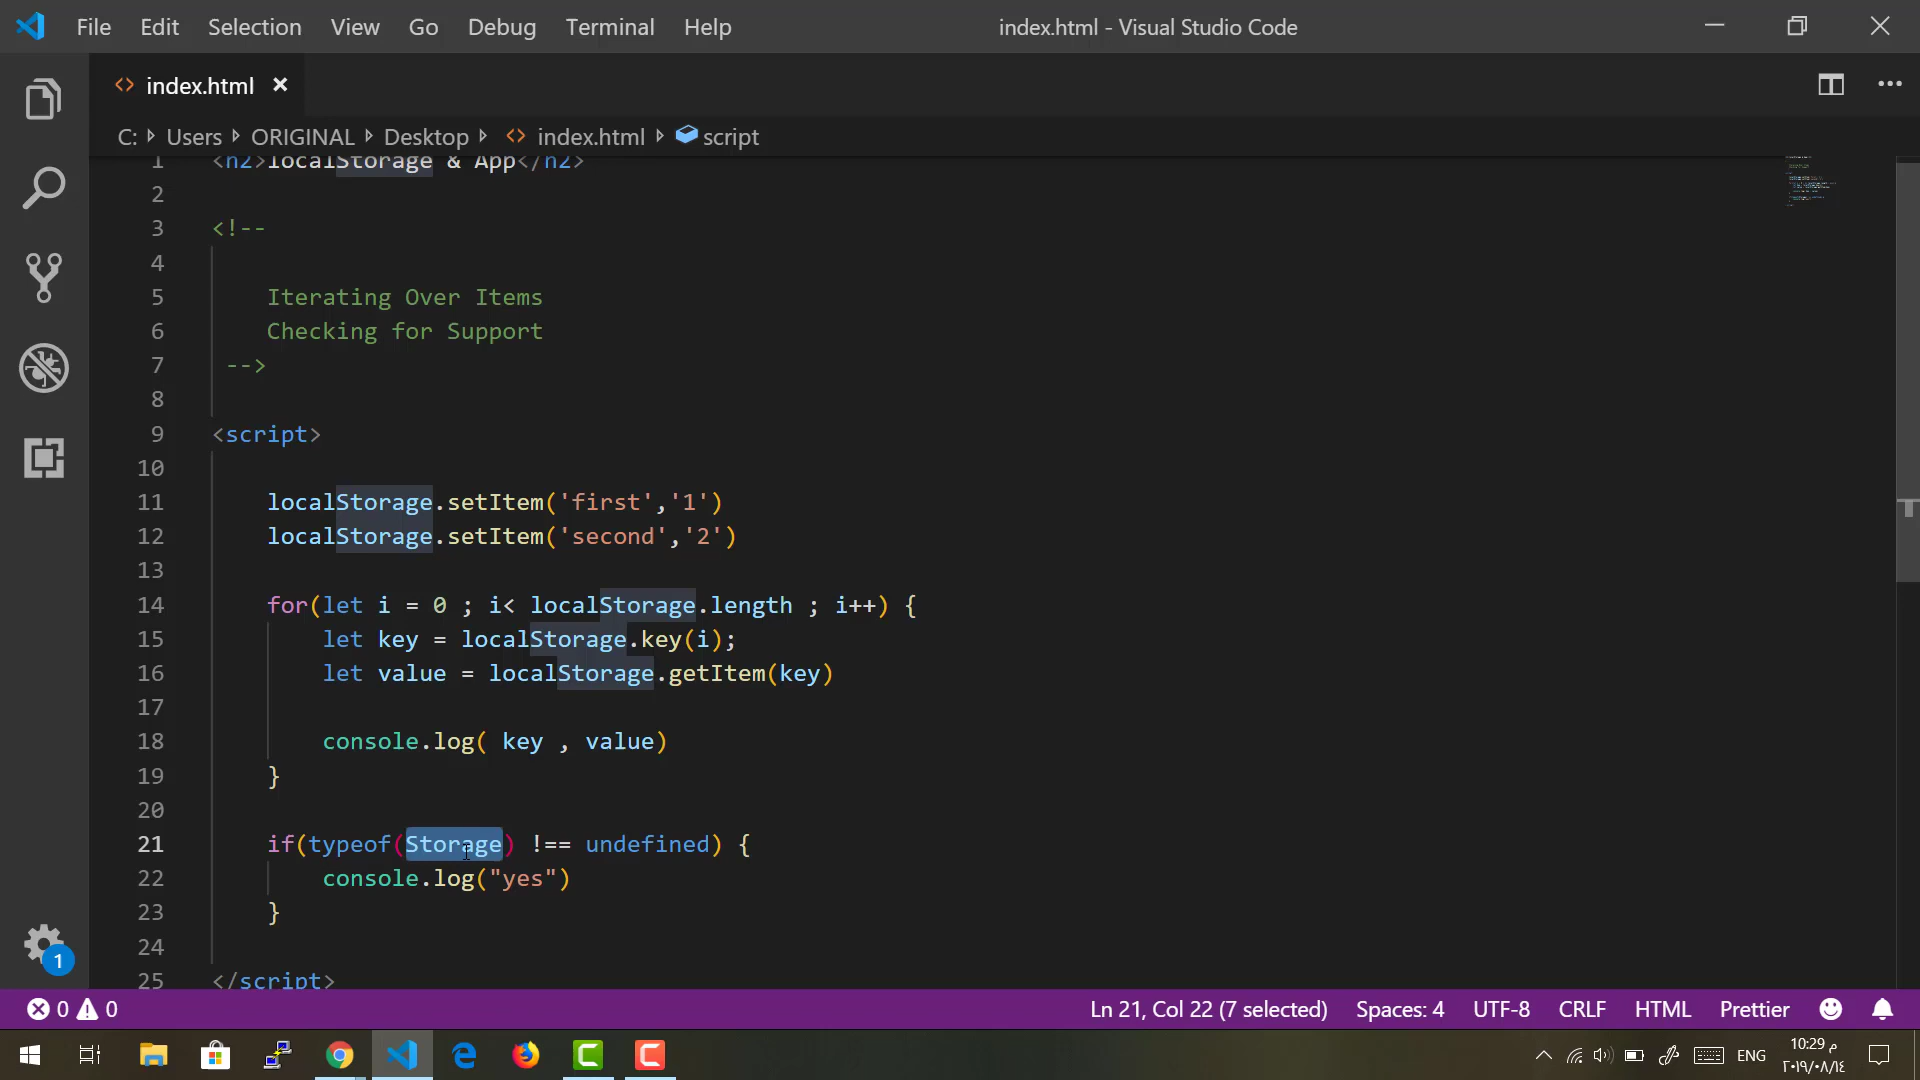 File Edit Selection View Go Debug Terminal Help index.html - Visual Studio Code
index.html
C: Users ORIGINAL Desktop index.html script
1 <h2>localStorage & App</h2>
2
3 <!--
4
5 Iterating Over Items
6 Checking for Support
7 -->
8
9 <script>
10
11 localStorage.setItem('first','1')
12 localStorage.setItem('second','2')
13
14 for(let i = 0 ; i< localStorage.length ; i++) {
15 let key = localStorage.key(i);
16 let value = localStorage.getItem(key)
17
18 console.log( key , value)
19 }
20
21 if(typeof(Storage) !== undefined) {
22 console.log("yes")
23 }
24
25 </script>
1
0 0 Ln 21, Col 22 (7 selected) Spaces: 4 UTF-8 CRLF HTML Prettier
ENG 10:29 م
٢٠١٩/٠٨/١٤